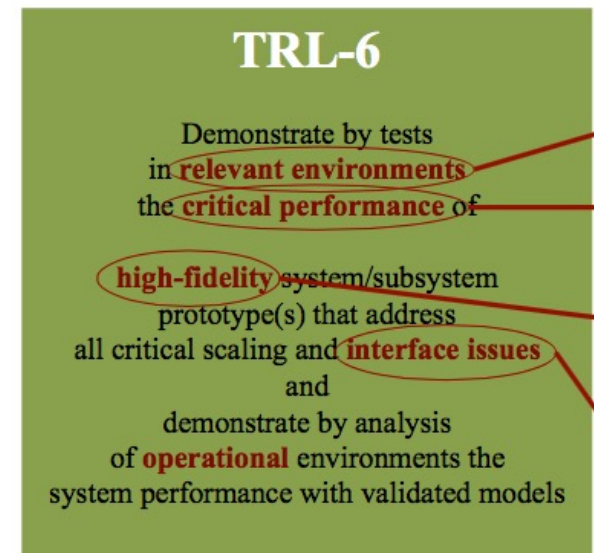 TRL-6
Demonstrate by tests
in relevant environments
the critical performance of
high-fidelity system/subsystem
prototype(s) that address
all critical scaling and interface issues
and
demonstrate by analysis
of operational environments the
system performance with validated models